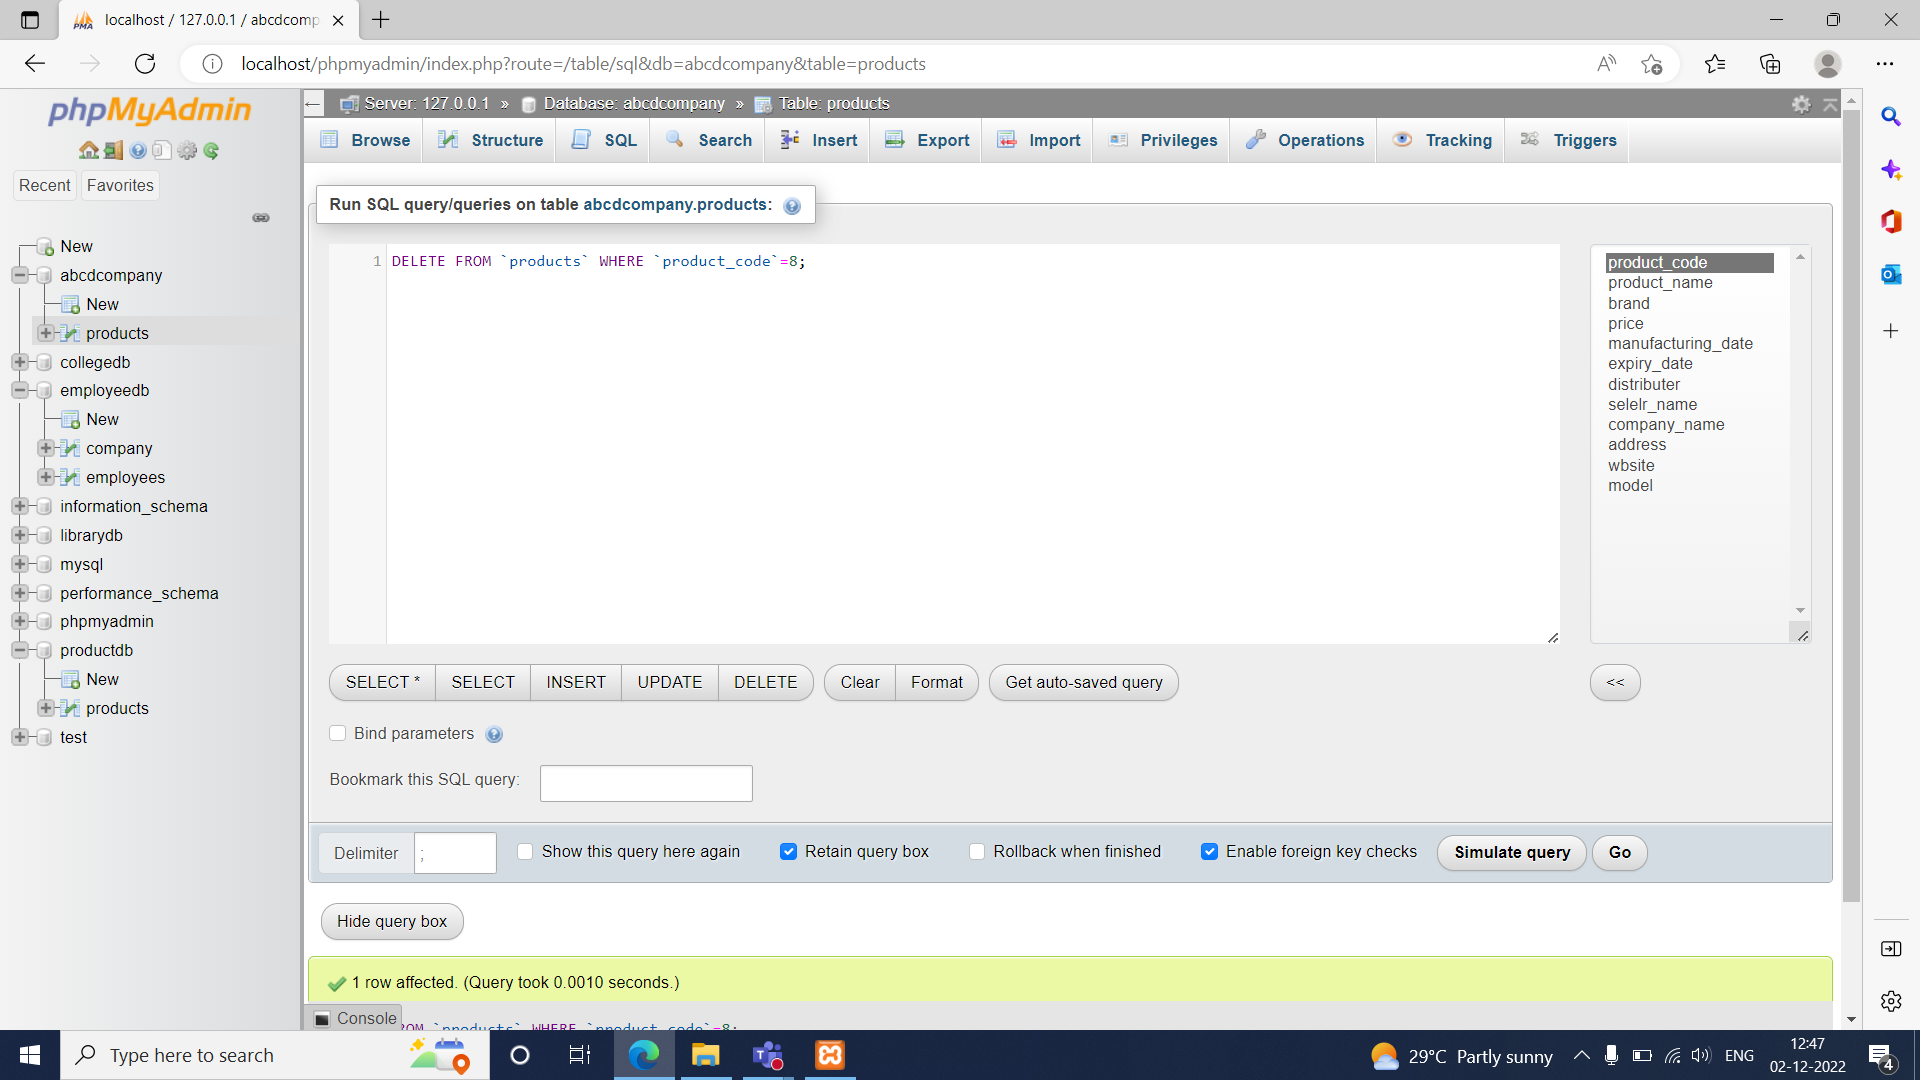 localhost / 127.0.0.1 / abcdcomp
localhost/phpmyadmin/index.php?route=/table/sql&db=abcdcompany&table=products
phpMyAdmin
Recent Favorites
New
abcdcompany
New
products
collegedb
employeedb
New
company
employees
information_schema
librarydb
mysql
performance_schema
phpmyadmin
productdb
New
products
test
Server: 127.0.0.1 » Database: abcdcompany » Table: products
Browse Structure SQL Search Insert Export Import Privileges Operations Tracking Triggers
Run SQL query/queries on table abcdcompany.products:
1 DELETE FROM `products` WHERE `product_code`=8;
product_code
product_name
brand
price
manufacturing_date
expiry_date
distributer
selelr_name
company_name
address
wbsite
model
SELECT * SELECT INSERT UPDATE DELETE Clear Format Get auto-saved query <<
Bind parameters
Bookmark this SQL query:
Delimiter ; Show this query here again Retain query box Rollback when finished Enable foreign key checks Simulate query Go
Hide query box
1 row affected. (Query took 0.0010 seconds.)
Console
`products` WHERE `product_code`=8;
Type here to search
29°C Partly sunny ENG
12:47
02-12-2022
4